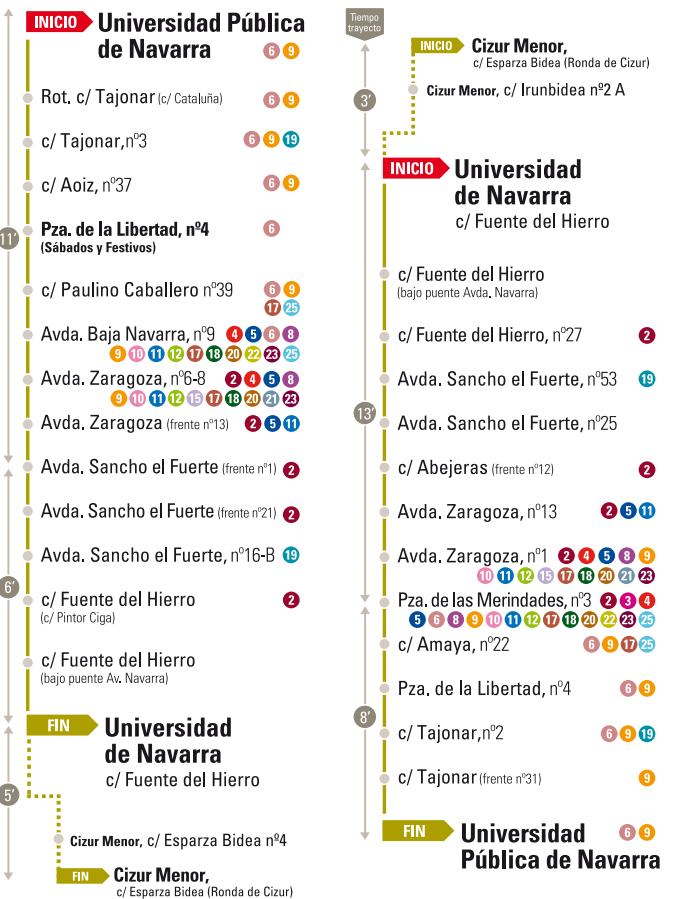 INICIO Universidad Pública
de Navarra 6 9
Rot. c/ Tajonar (c/ Cataluña) 6 9
c/ Tajonar,nº3 6 9 19
c/ Aoiz, nº37 6 9
11’
Pza. de la Libertad, nº4 6
(Sábados y Festivos)
c/ Paulino Caballero nº39 6 9
17 25
Avda. Baja Navarra, nº9 4 5 6 8
9 10 11 12 17 18 20 22 23 25
Avda. Zaragoza, nº6-8 2 4 5 8
9 10 11 12 15 17 18 20 21 23
Avda. Zaragoza (frente nº13) 2 5 11
Avda. Sancho el Fuerte (frente nº1) 2
Avda. Sancho el Fuerte (frente nº21) 2
Avda. Sancho el Fuerte, nº16-B 19
6’
c/ Fuente del Hierro 2
(c/ Pintor Ciga)
c/ Fuente del Hierro
(bajo puente Av. Navarra)
FIN Universidad
de Navarra
c/ Fuente del Hierro
5’
Cizur Menor, c/ Esparza Bidea nº4
FIN Cizur Menor,
c/ Esparza Bidea (Ronda de Cizur)
Tiempo
trayecto
INICIO Cizur Menor,
c/ Esparza Bidea (Ronda de Cizur)
Cizur Menor, c/ Irunbidea nº2 A
3’
INICIO Universidad
de Navarra
c/ Fuente del Hierro
c/ Fuente del Hierro
(bajo puente Avda. Navarra)
c/ Fuente del Hierro, nº27 2
Avda. Sancho el Fuerte, nº53 19
13’
Avda. Sancho el Fuerte, nº25
c/ Abejeras (frente nº12) 2
Avda. Zaragoza, nº13 2 5 11
Avda. Zaragoza, nº1 2 4 5 8 9
10 11 12 15 17 18 20 21 23
Pza. de las Merindades, nº3 2 3 4
5 6 8 9 10 11 12 17 18 20 22 23 25
c/ Amaya, nº22 6 9 17 25
Pza. de la Libertad, nº4 6 9
8’
c/ Tajonar,nº2 6 9 19
c/ Tajonar (frente nº31) 9
FIN Universidad 6 9
Pública de Navarra